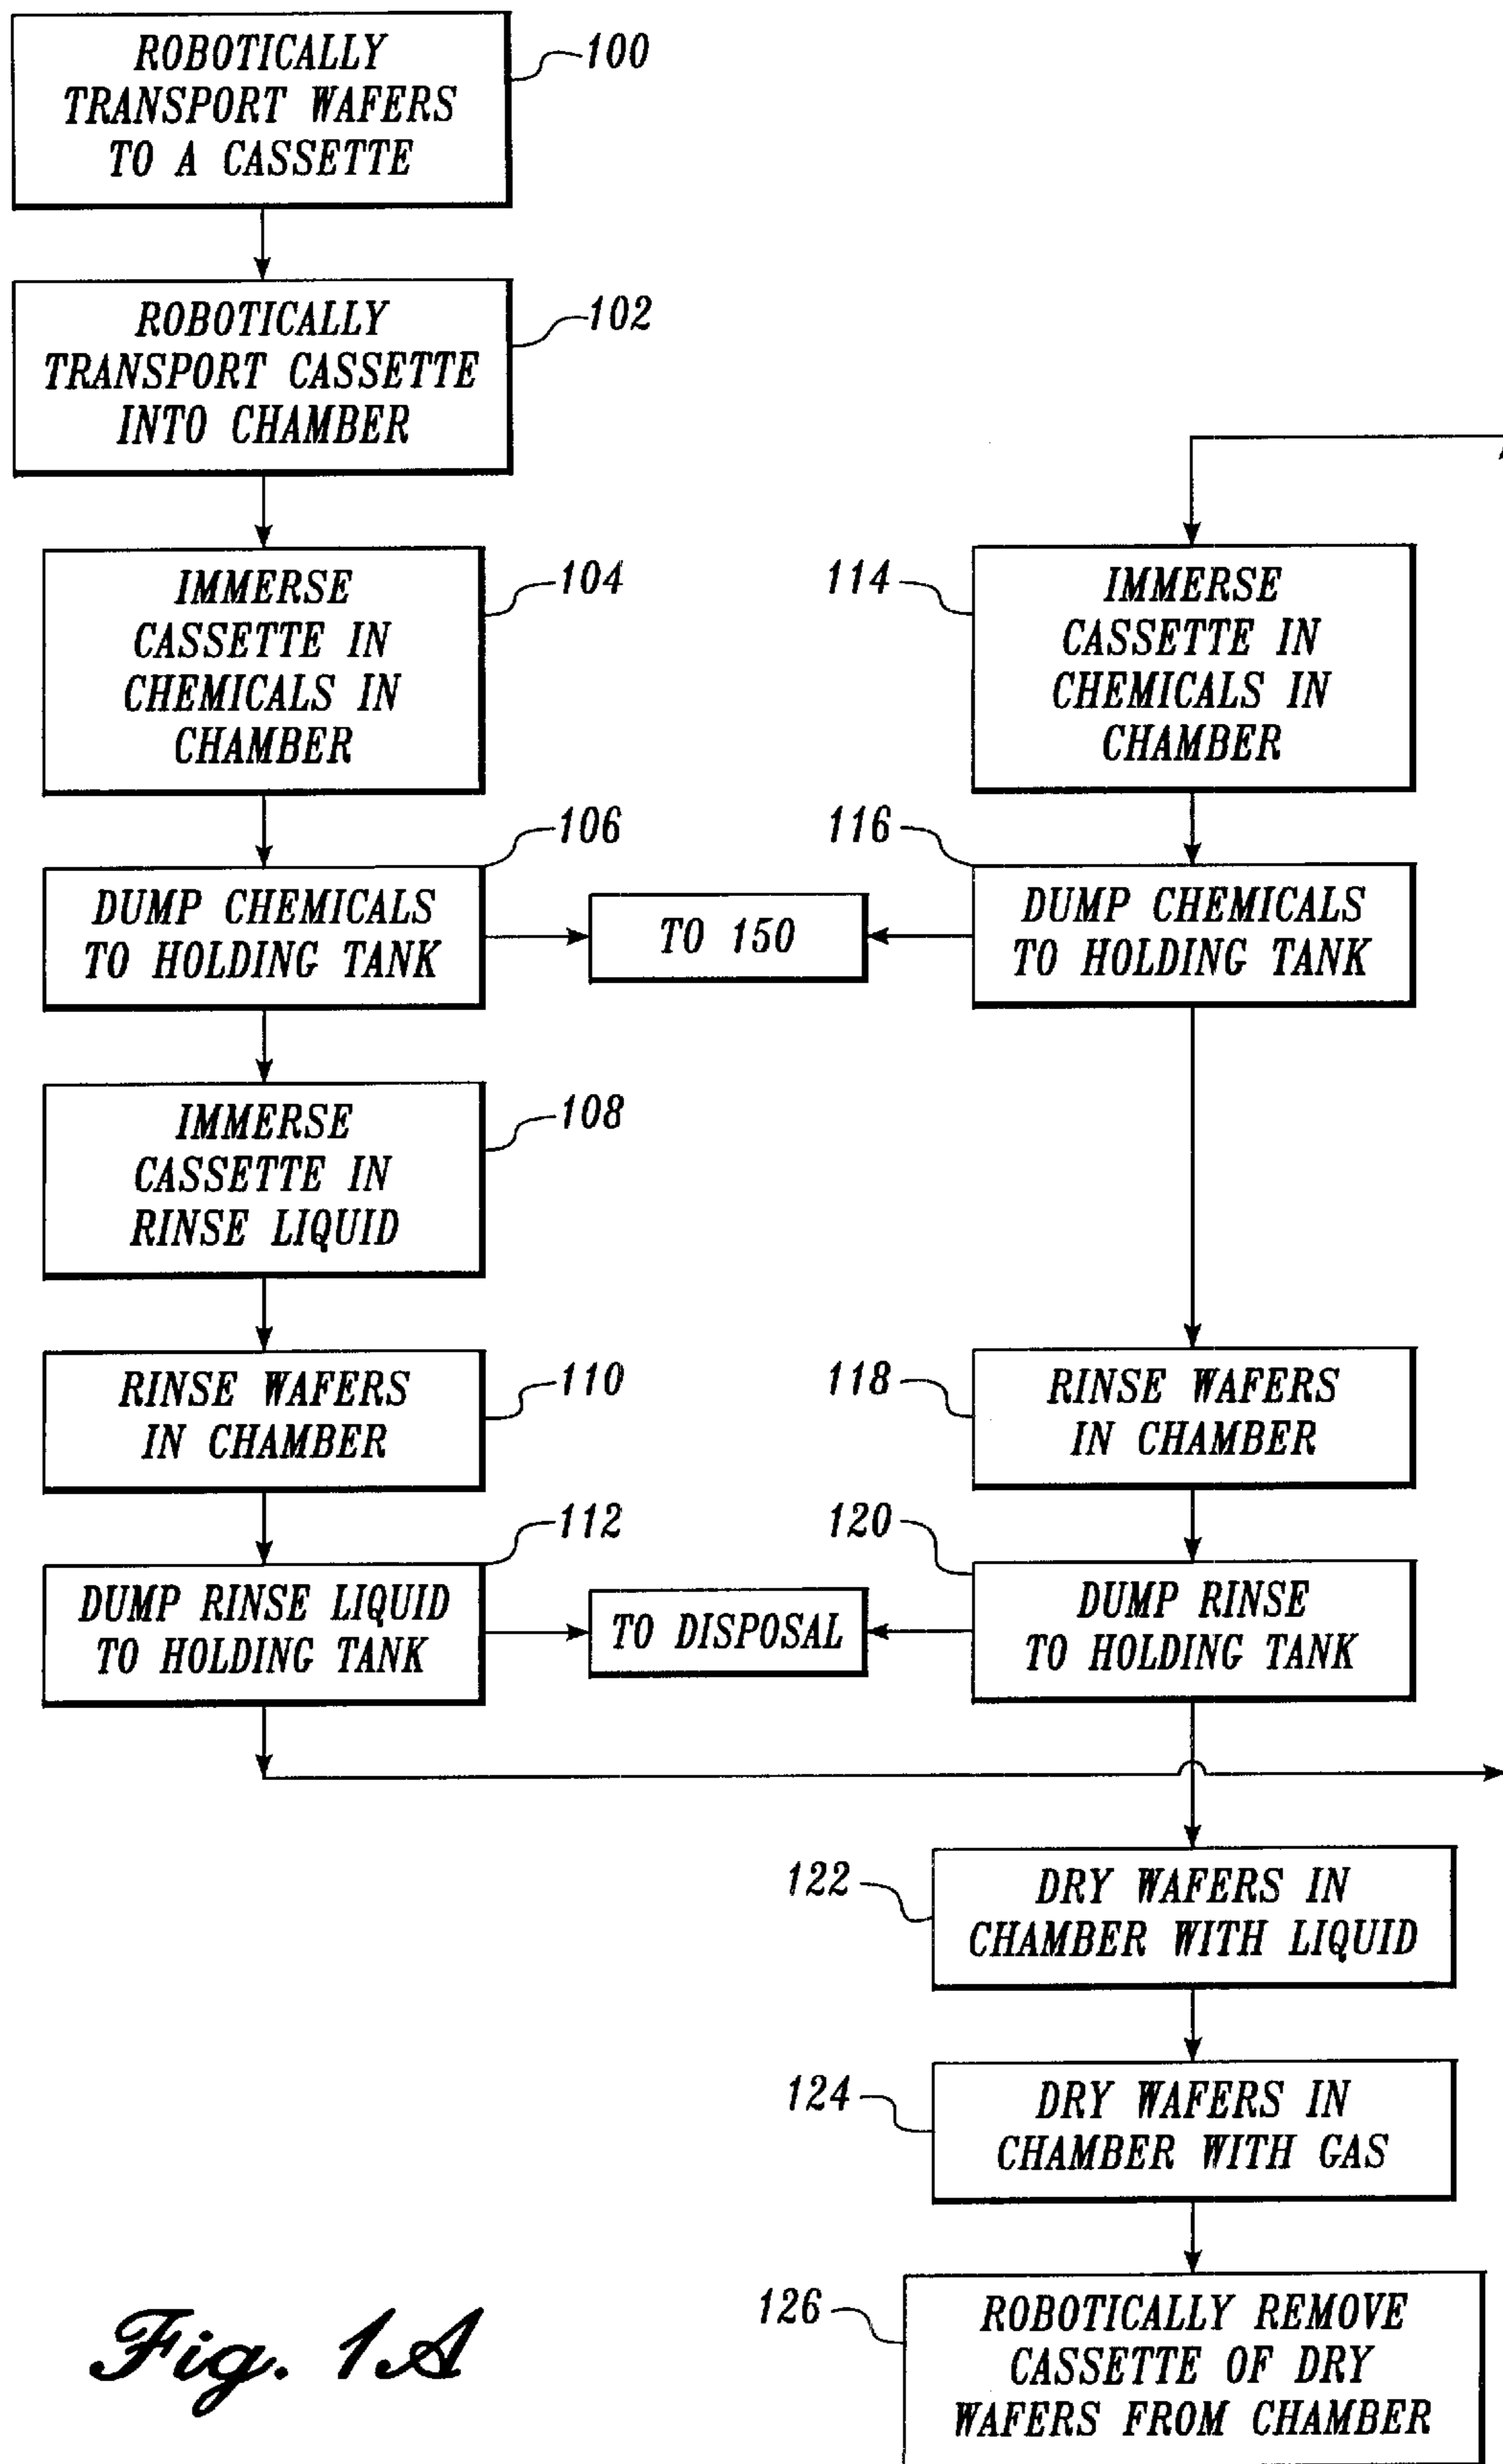 ROBOTICALLY
TRANSPORT WAFERS
TO A CASSETTE
100
ROBOTICALLY
TRANSPORT CASSETTE
INTO CHAMBER
102
IMMERSE
CASSETTE IN
CHEMICALS IN
CHAMBER
104
DUMP CHEMICALS
TO HOLDING TANK
106
TO 150
IMMERSE
CASSETTE IN
RINSE LIQUID
108
RINSE WAFERS
IN CHAMBER
110
DUMP RINSE LIQUID
TO HOLDING TANK
112
TO DISPOSAL
114
IMMERSE
CASSETTE IN
CHEMICALS IN
CHAMBER
116
DUMP CHEMICALS
TO HOLDING TANK
118
RINSE WAFERS
IN CHAMBER
120
DUMP RINSE
TO HOLDING TANK
122
DRY WAFERS IN
CHAMBER WITH LIQUID
124
DRY WAFERS IN
CHAMBER WITH GAS
126
ROBOTICALLY REMOVE
CASSETTE OF DRY
WAFERS FROM CHAMBER
Fig. 1A